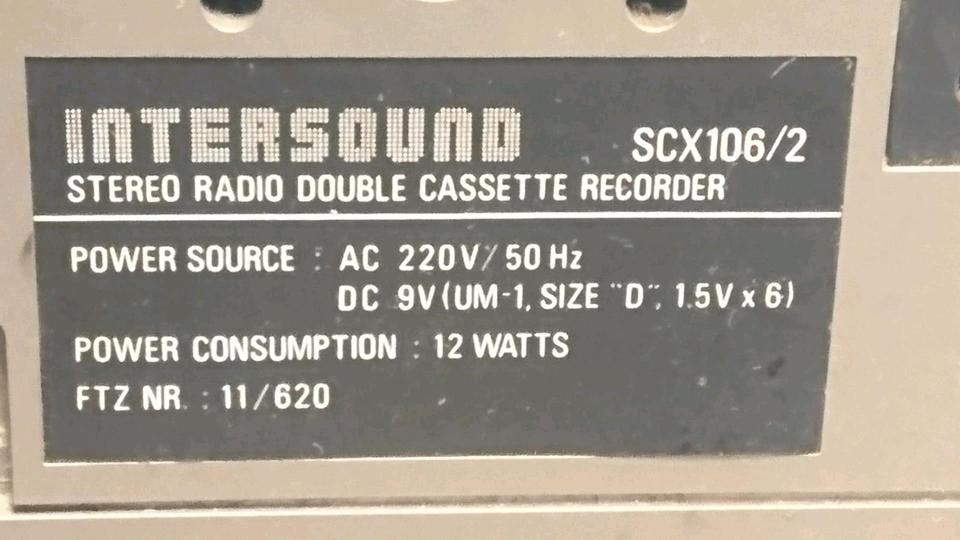 INTERSOUND SCX106/2
STEREO RADIO DOUBLE CASSETTE RECORDER
POWER SOURCE : AC 220V/50Hz
DC 9V(UM-1, SIZE "D", 1.5V x 6)
POWER CONSUMPTION : 12 WATTS
FTZ NR. : 11/620